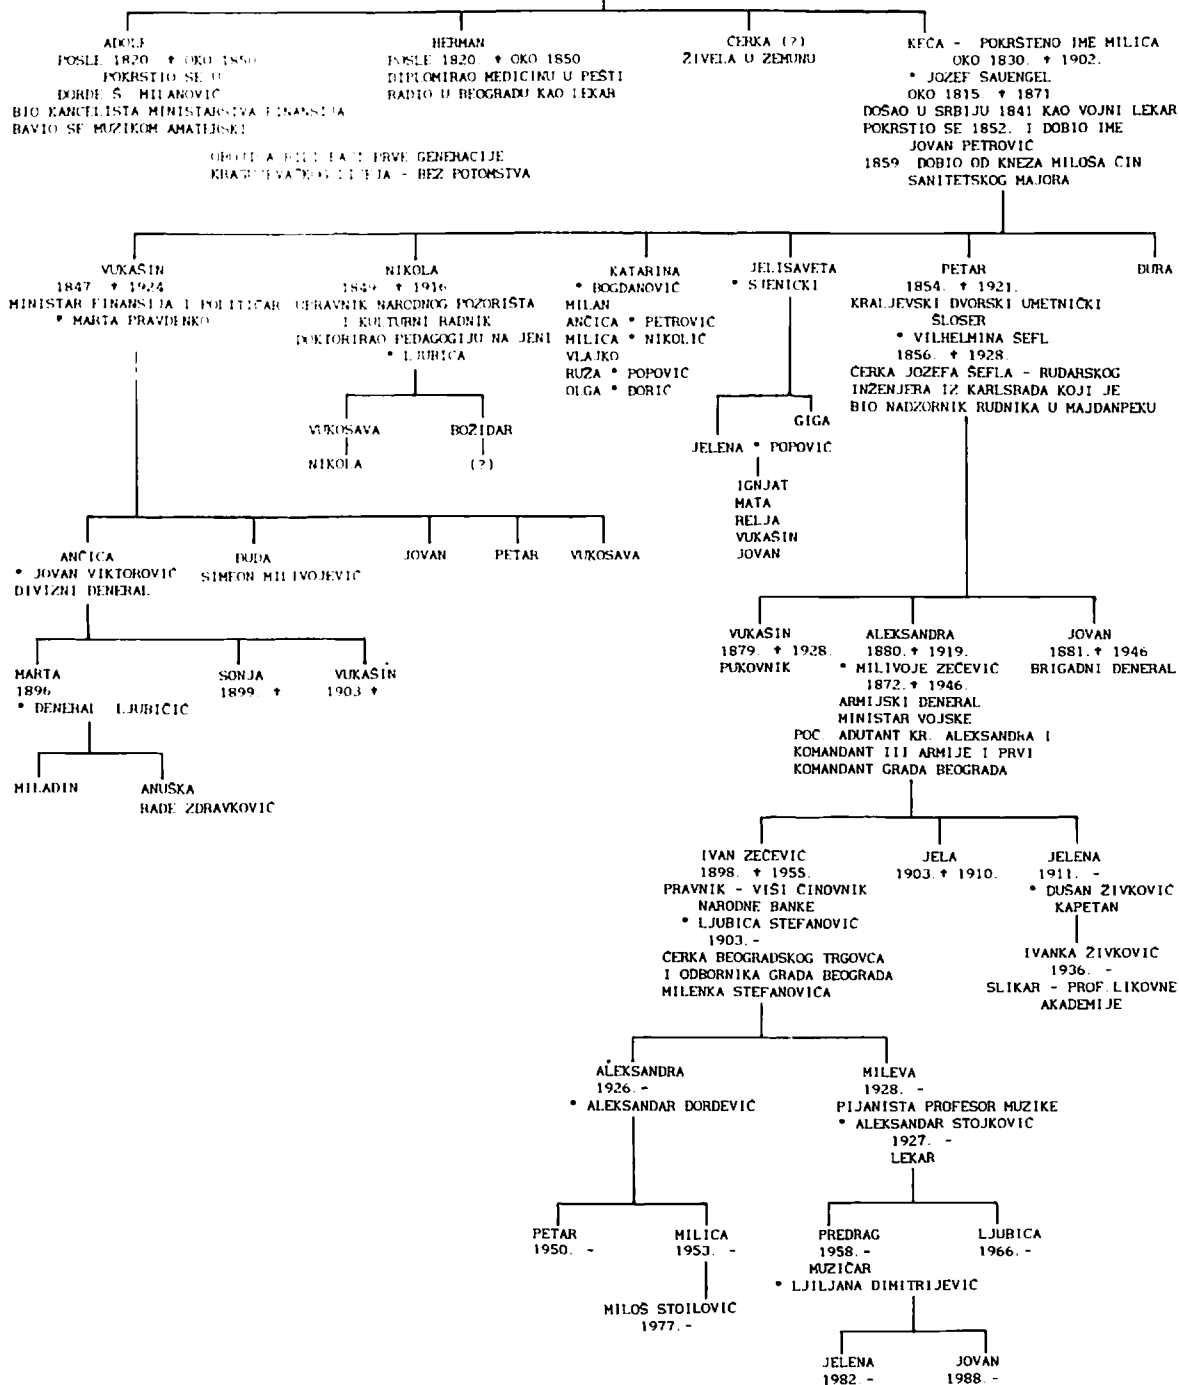 ADOLF
POSLE 1820. † OKO 1850
POKRSTIO SE U
ĐORĐE Š. MILANOVIĆ
BIO KANCELISTA MINISTARSTVA FINANSIJA
BAVIO SE MUZIKOM AMATERSKI
HERMAN
POSLE 1820. † OKO 1850
DIPLOMIRAO MEDICINU U PEŠTI
RADIO U BEOGRADU KAO LEKAR
OBOJICA BILI ĐACI PRVE GENERACIJE
KRAGUJEVAČKOG LICEJA - BEZ POTOMSTVA
ĆERKA (?)
ŽIVELA U ZEMUNU
KEČA - POKRŠTENO IME MILICA
OKO 1830. † 1902.
* JOZEF ŠAUENGEL
OKO 1815. † 1871
DOŠAO U SRBIJU 1841 KAO VOJNI LEKAR
POKRSTIO SE 1852. I DOBIO IME
JOVAN PETROVIĆ
1859 DOBIO OD KNEZA MILOŠA ČIN
SANITETSKOG MAJORA
VUKAŠIN
1847. † 1924
MINISTAR FINANSIJA I POLITIČAR
* MARTA PRAVDENKO
NIKOLA
1849. † 1916
UPRAVNIK NARODNOG POZORIŠTA
I KULTURNI RADNIK
DOKTORIRAO PEDAGOGIJU NA JENI
* LJUBICA
KATARINA
* BOGDANOVIĆ
MILAN
ANČICA * PETROVIĆ
MILICA * NIKOLIĆ
VLAJKO
RUŽA * POPOVIĆ
OLGA * ĐORIĆ
JELISAVETA
* SJENICKI
PETAR
1854. † 1921.
KRALJEVSKI DVORSKI UMETNIČKI
ŠLOSER
* VILHELMINA ŠEFL
1856. † 1928.
ĆERKA JOZEFA ŠEFLA - RUDARSKOG
INŽENJERA IZ KARLSBADA KOJI JE
BIO NADZORNIK RUDNIKA U MAJDANPEKU
ĐURA
VUKOSAVA
BOŽIDAR
NIKOLA
(?)
GIGA
JELENA * POPOVIĆ
IGNJAT
MATA
RELJA
VUKAŠIN
JOVAN
ANČICA
* JOVAN VIKTOROVIĆ
DIVIZNI ĐENERAL
DUDA
SIMEON MILIVOJEVIĆ
JOVAN
PETAR
VUKOSAVA
MARTA
1896
* ĐENERAL LJUBIČIĆ
SONJA
1899. †
VUKAŠIN
1903 †
MILADIN
ANUŠKA
RADE ZDRAVKOVIĆ
VUKAŠIN
1879. † 1928.
PUKOVNIK
ALEKSANDRA
1880. † 1919.
* MILIVOJE ZEČEVIĆ
1872. † 1946.
ARMIJSKI ĐENERAL
MINISTAR VOJSKE
POČ. AĐUTANT KR. ALEKSANDRA I
KOMANDANT III ARMIJE I PRVI
KOMANDANT GRADA BEOGRADA
JOVAN
1881. † 1946
BRIGADNI ĐENERAL
IVAN ZEČEVIĆ
1898. † 1955.
PRAVNIK - VIŠI ČINOVNIK
NARODNE BANKE
* LJUBICA STEFANOVIĆ
1903. -
ĆERKA BEOGRADSKOG TRGOVCA
I ODBORNIKA GRADA BEOGRADA
MILENKA STEFANOVIĆA
JELA
1903. † 1910.
JELENA
1911. -
* DUŠAN ŽIVKOVIĆ
KAPETAN
IVANKA ŽIVKOVIĆ
1936. -
SLIKAR - PROF. LIKOVNE
AKADEMIJE
ALEKSANDRA
1926. -
* ALEKSANDAR ĐORĐEVIĆ
MILEVA
1928. -
PIJANISTA PROFESOR MUZIKE
* ALEKSANDAR STOJKOVIĆ
1927. -
LEKAR
PETAR
1950. -
MILICA
1953. -
PREDRAG
1958. -
MUZIČAR
* LJILJANA DIMITRIJEVIĆ
LJUBICA
1966. -
MILOŠ STOILOVIĆ
1977. -
JELENA
1982. -
JOVAN
1988. -